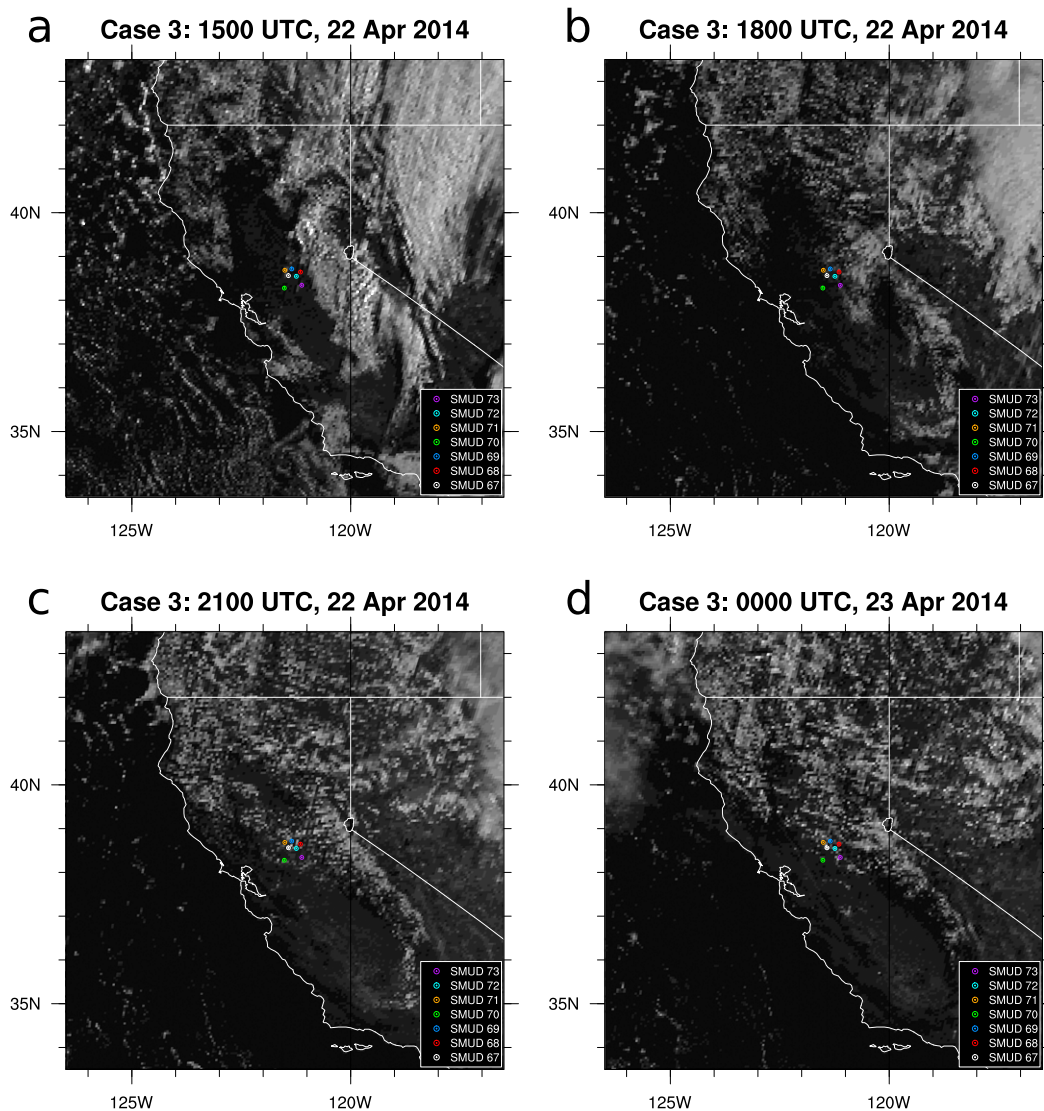 a
Case 3: 1500 UTC, 22 Apr 2014
40N
35N
125W
120W
SMUD 73
SMUD 72
SMUD 71
SMUD 70
SMUD 69
SMUD 68
SMUD 67
b
Case 3: 1800 UTC, 22 Apr 2014
40N
35N
125W
120W
SMUD 73
SMUD 72
SMUD 71
SMUD 70
SMUD 69
SMUD 68
SMUD 67
c
Case 3: 2100 UTC, 22 Apr 2014
40N
35N
125W
120W
SMUD 73
SMUD 72
SMUD 71
SMUD 70
SMUD 69
SMUD 68
SMUD 67
d
Case 3: 0000 UTC, 23 Apr 2014
40N
35N
125W
120W
SMUD 73
SMUD 72
SMUD 71
SMUD 70
SMUD 69
SMUD 68
SMUD 67